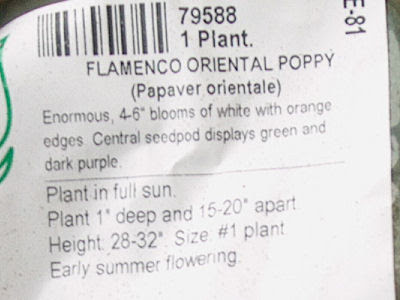 79588
1 Plant.
E-81
FLAMENCO ORIENTAL POPPY
(Papaver orientale)
Enormous, 4-6" blooms of white with orange
edges. Central seedpod displays green and
dark purple.
Plant in full sun.
Plant 1" deep and 15-20" apart.
Height: 28-32". Size: #1 plant
Early summer flowering.